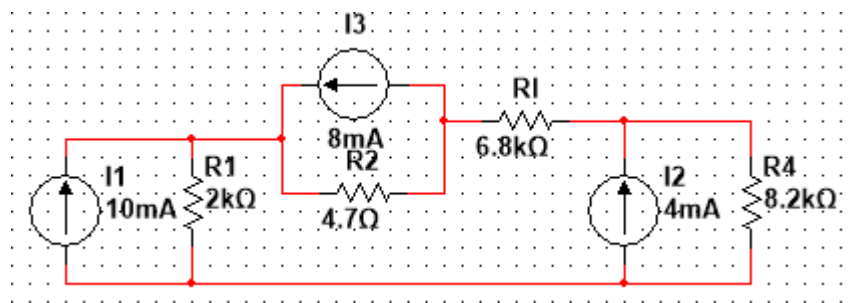 I3
8mA
R2
4.7Ω
RI
6.8kΩ
I1
10mA
R1
2kΩ
I2
4mA
R4
8.2kΩ